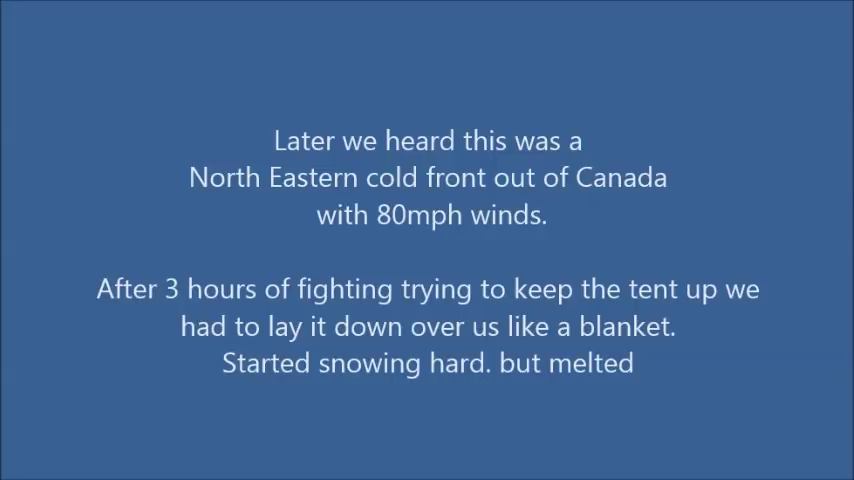 Later we heard this was a
North Eastern cold front out of Canada
with 80mph winds.
After 3 hours of fighting trying to keep the tent up we
had to lay it down over us like a blanket.
Started snowing hard. but melted